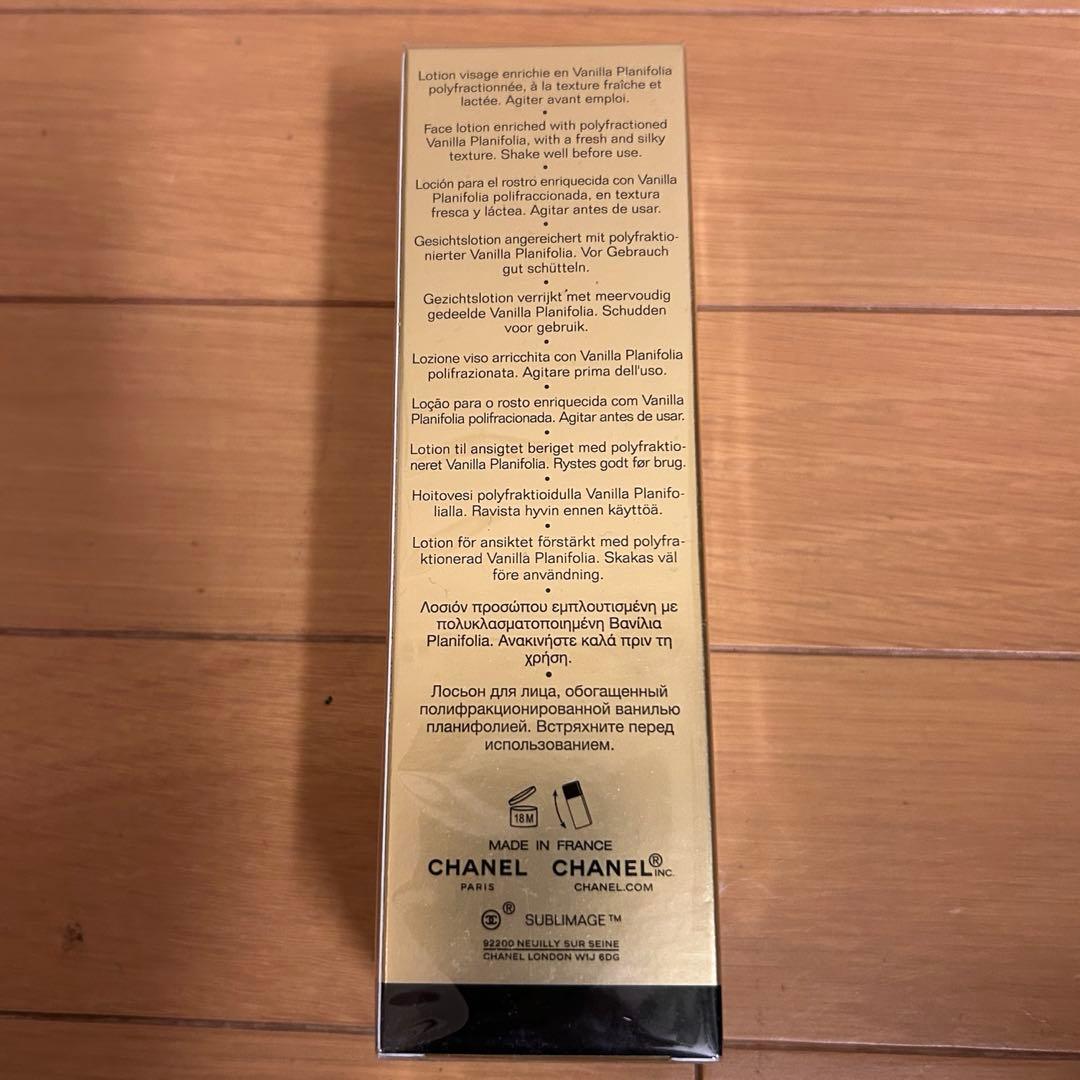 Lotion visage enrichie en Vanilla Planifolia
polyfractionnée, à la texture fraîche et
lactée. Agiter avant emploi.
•
Face lotion enriched with polyfractioned
Vanilla Planifolia, with a fresh and silky
texture. Shake well before use.
•
Loción para el rostro enriquecida con Vanilla
Planifolia polifraccionada, en textura
fresca y láctea. Agitar antes de usar.
•
Gesichtslotion angereichert mit polyfraktio-
nierter Vanilla Planifolia. Vor Gebrauch
gut schütteln.
•
Gezichtslotion verrijkt met meervoudig
gedeelde Vanilla Planifolia. Schudden
voor gebruik.
•
Lozione viso arricchita con Vanilla Planifolia
polifrazionata. Agitare prima dell'uso.
•
Loção para o rosto enriquecida com Vanilla
Planifolia polifracionada. Agitar antes de usar.
•
Lotion til ansigtet beriget med polyfraktio-
neret Vanilla Planifolia. Rystes godt før brug.
•
Hoitovesi polyfraktioidulla Vanilla Planifo-
lialla. Ravista hyvin ennen käyttöä.
•
Lotion för ansiktet förstärkt med polyfra-
ktionerad Vanilla Planifolia. Skakas väl
före användning.
•
Λοσιόν προσώπου εμπλουτισμένη με
πολυκλασματοποιημένη Βανίλια
Planifolia. Ανακινήστε καλά πριν τη
χρήση.
•
Лосьон для лица, обогащенный
полифракционированной ванилью
планифолией. Встряхните перед
использованием.
18M
MADE IN FRANCE
CHANEL CHANEL® INC.
PARIS CHANEL.COM
® SUBLIMAGE™
92200 NEUILLY SUR SEINE
CHANEL LONDON W1J 6DG